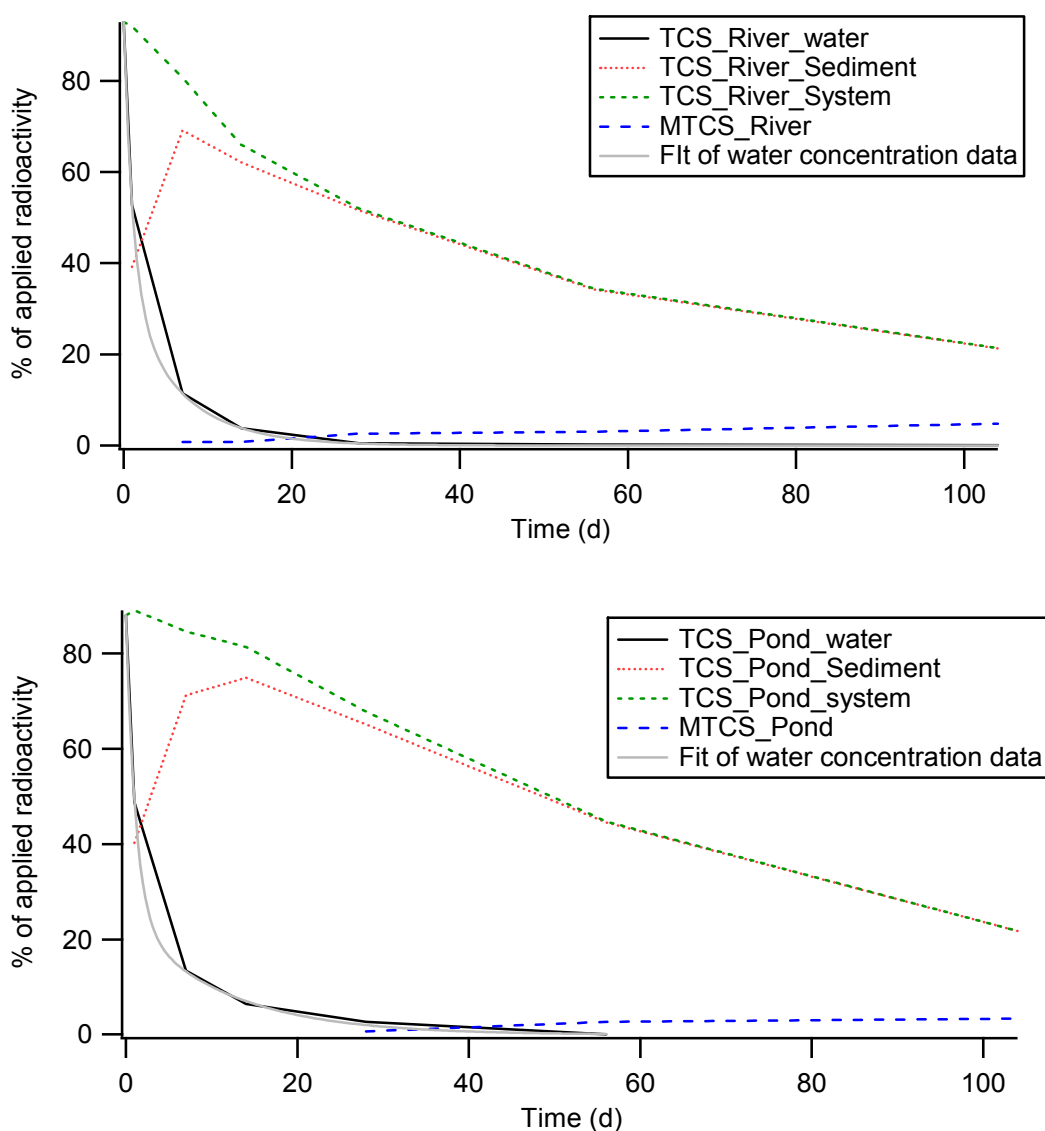 TCS_River_water
TCS_River_Sediment
TCS_River_System
MTCS_River
FIt of water concentration data
% of applied radioactivity
80
60
40
20
0
0 20 40 60 80 100
Time (d)
TCS_Pond_water
TCS_Pond_Sediment
TCS_Pond_system
MTCS_Pond
Fit of water concentration data
% of applied radioactivity
80
60
40
20
0
0 20 40 60 80 100
Time (d)